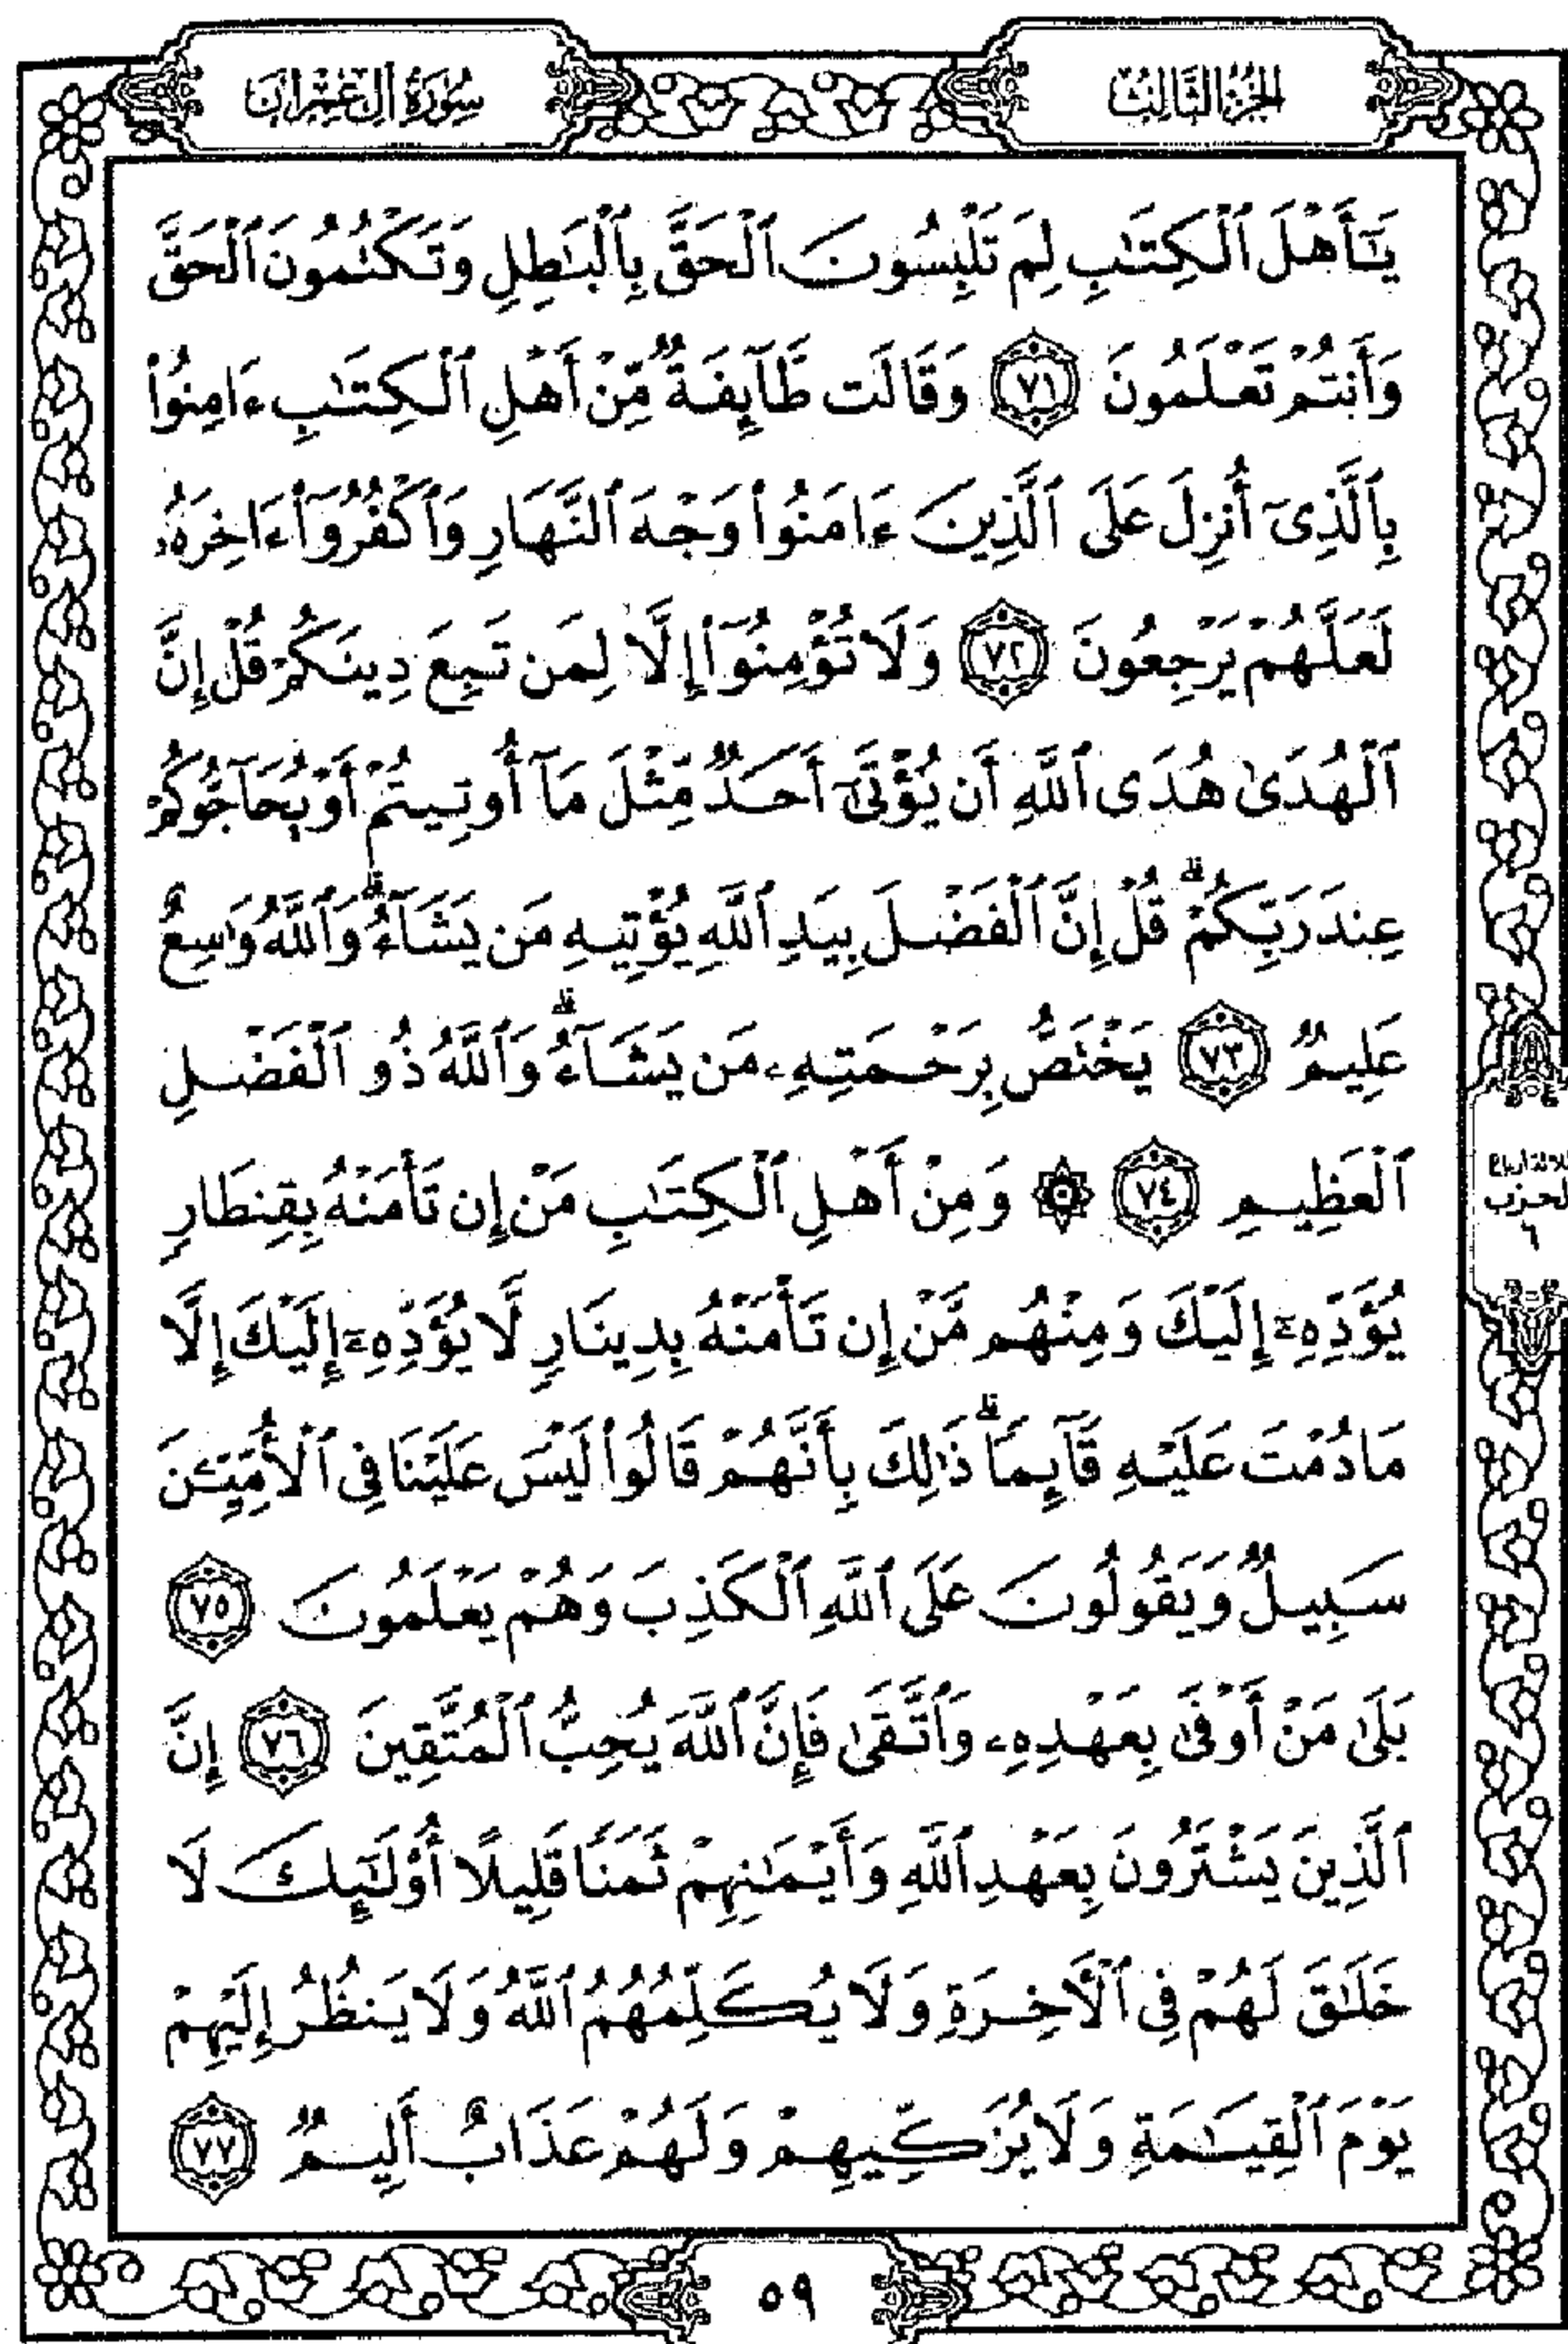 الجزء الثالث
سورة آل عمران
يَٰٓأَهْلَ ٱلْكِتَٰبِ لِمَ تَلْبِسُونَ ٱلْحَقَّ بِٱلْبَٰطِلِ وَتَكْتُمُونَ ٱلْحَقَّ
وَأَنتُمْ تَعْلَمُونَ ٧١ وَقَالَت طَّآئِفَةٌ مِّنْ أَهْلِ ٱلْكِتَٰبِ ءَامِنُوا۟
بِٱلَّذِىٓ أُنزِلَ عَلَى ٱلَّذِينَ ءَامَنُوا۟ وَجْهَ ٱلنَّهَارِ وَٱكْفُرُوٓا۟ ءَاخِرَهُۥ
لَعَلَّهُمْ يَرْجِعُونَ ٧٢ وَلَا تُؤْمِنُوٓا۟ إِلَّا لِمَن تَبِعَ دِينَكُمْ قُلْ إِنَّ
ٱلْهُدَىٰ هُدَى ٱللَّهِ أَن يُؤْتَىٰٓ أَحَدٌ مِّثْلَ مَآ أُوتِيتُمْ أَوْ يُحَآجُّوكُمْ
عِندَ رَبِّكُمْ ۗ قُلْ إِنَّ ٱلْفَضْلَ بِيَدِ ٱللَّهِ يُؤْتِيهِ مَن يَشَآءُ ۗ وَٱللَّهُ وَٰسِعٌ
عَلِيمٌ ٧٣ يَخْتَصُّ بِرَحْمَتِهِۦ مَن يَشَآءُ ۗ وَٱللَّهُ ذُو ٱلْفَضْلِ
ٱلْعَظِيمِ ٧٤ ۞ وَمِنْ أَهْلِ ٱلْكِتَٰبِ مَنْ إِن تَأْمَنْهُ بِقِنطَارٍ
يُؤَدِّهِۦٓ إِلَيْكَ وَمِنْهُم مَّنْ إِن تَأْمَنْهُ بِدِينَارٍ لَّا يُؤَدِّهِۦٓ إِلَيْكَ إِلَّا
مَا دُمْتَ عَلَيْهِ قَآئِمًا ۗ ذَٰلِكَ بِأَنَّهُمْ قَالُوا۟ لَيْسَ عَلَيْنَا فِى ٱلْأُمِّيِّۦنَ
سَبِيلٌ وَيَقُولُونَ عَلَى ٱللَّهِ ٱلْكَذِبَ وَهُمْ يَعْلَمُونَ ٧٥
بَلَىٰ مَنْ أَوْفَىٰ بِعَهْدِهِۦ وَٱتَّقَىٰ فَإِنَّ ٱللَّهَ يُحِبُّ ٱلْمُتَّقِينَ ٧٦ إِنَّ
ٱلَّذِينَ يَشْتَرُونَ بِعَهْدِ ٱللَّهِ وَأَيْمَٰنِهِمْ ثَمَنًا قَلِيلًا أُو۟لَٰٓئِكَ لَا
خَلَٰقَ لَهُمْ فِى ٱلْءَاخِرَةِ وَلَا يُكَلِّمُهُمُ ٱللَّهُ وَلَا يَنظُرُ إِلَيْهِمْ
يَوْمَ ٱلْقِيَٰمَةِ وَلَا يُزَكِّيهِمْ وَلَهُمْ عَذَابٌ أَلِيمٌ ٧٧
الحزب
٦
٥٩